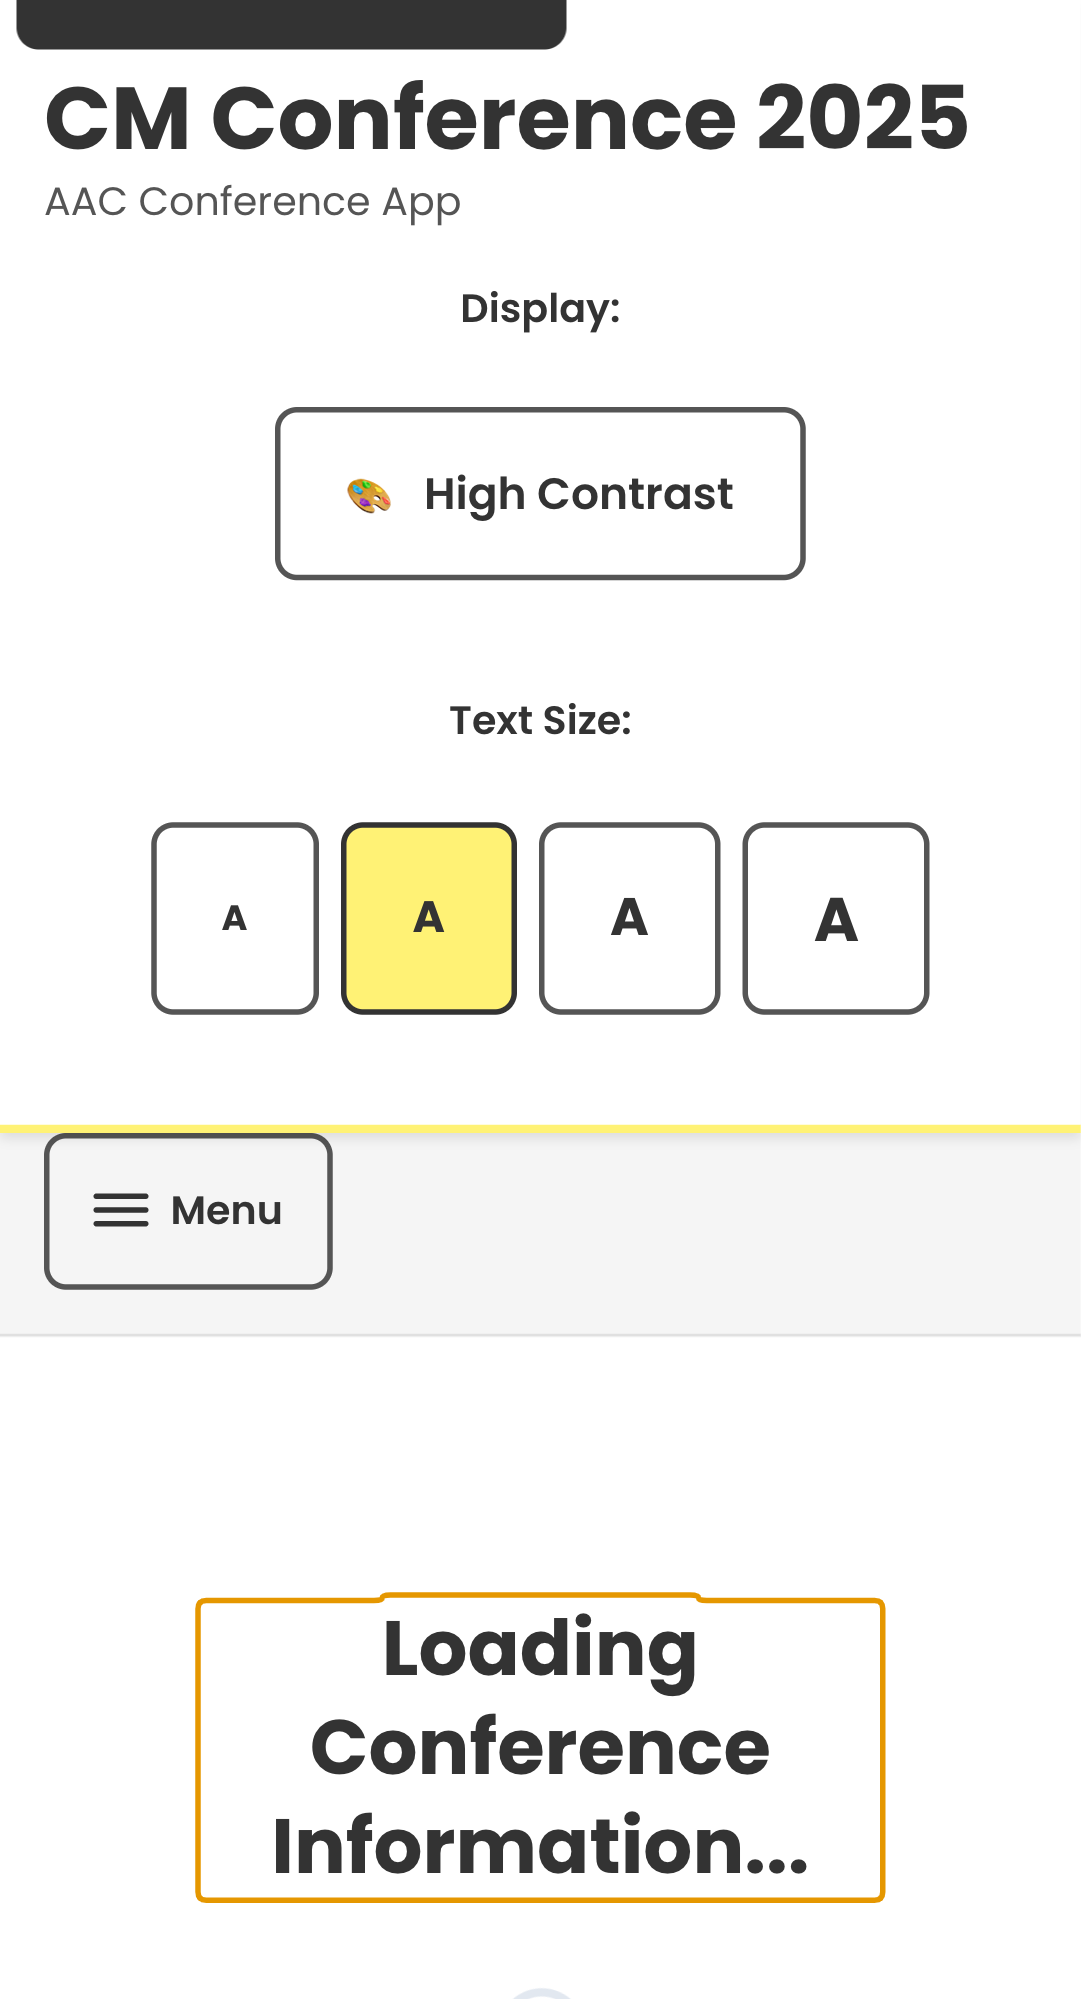 CM Conference 2025
AAC Conference App
Display:
🎨 High Contrast
Text Size:
A A A A
Menu
Loading
Conference
Information...